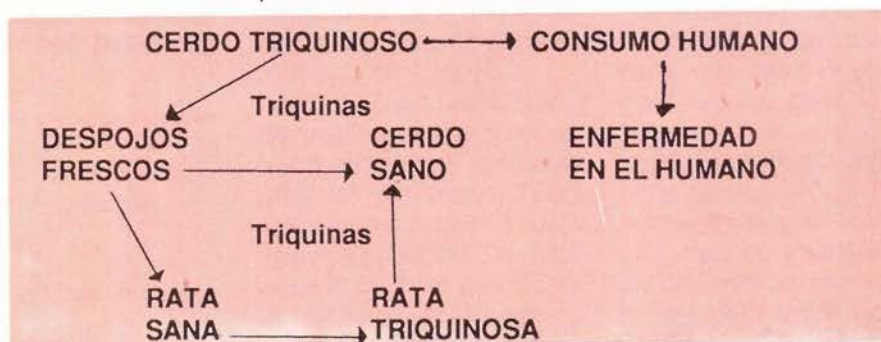 CERDO TRIQUINOSO CONSUMO HUMANO
Triquinas
DESPOJOS FRESCOS
CERDO SANO
ENFERMEDAD EN EL HUMANO
Triquinas
RATA SANA
RATA TRIQUINOSA